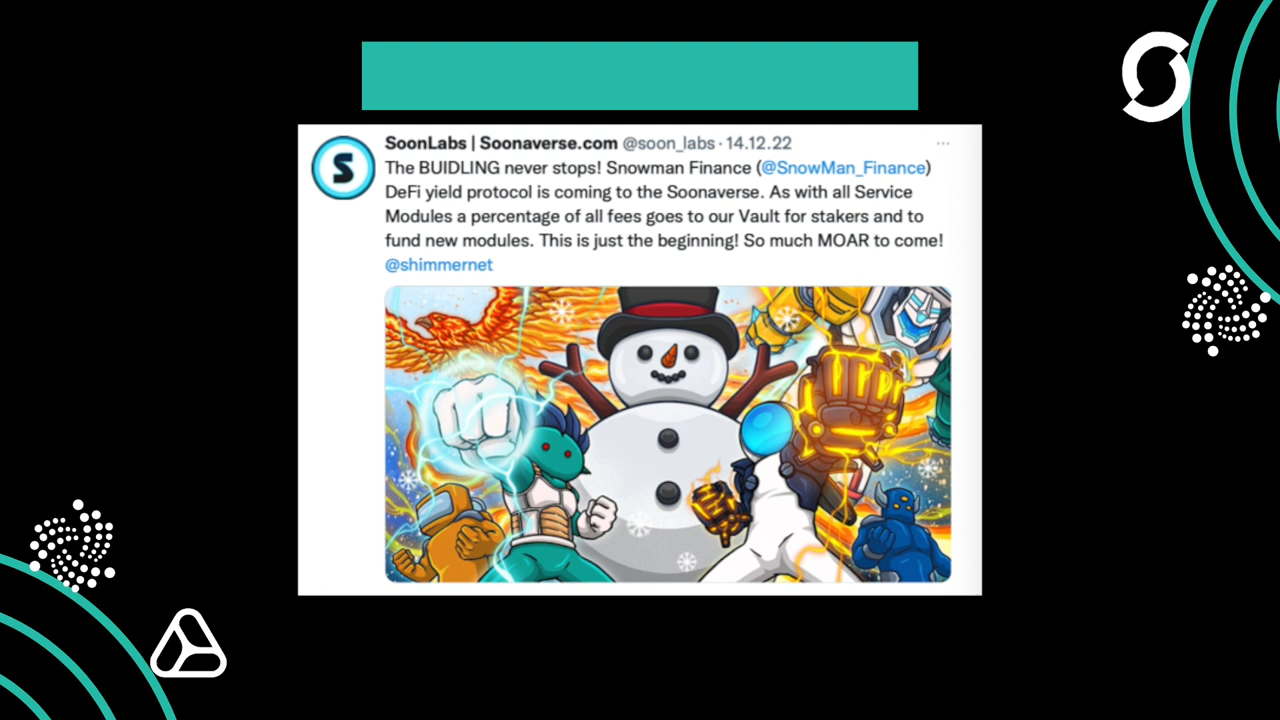 SoonLabs | Soonaverse.com @soon_labs · 14.12.22 ...
The BUIDLING never stops! Snowman Finance (@SnowMan_Finance)
DeFi yield protocol is coming to the Soonaverse. As with all Service
Modules a percentage of all fees goes to our Vault for stakers and to
fund new modules. This is just the beginning! So much MOAR to come!
@shimmernet